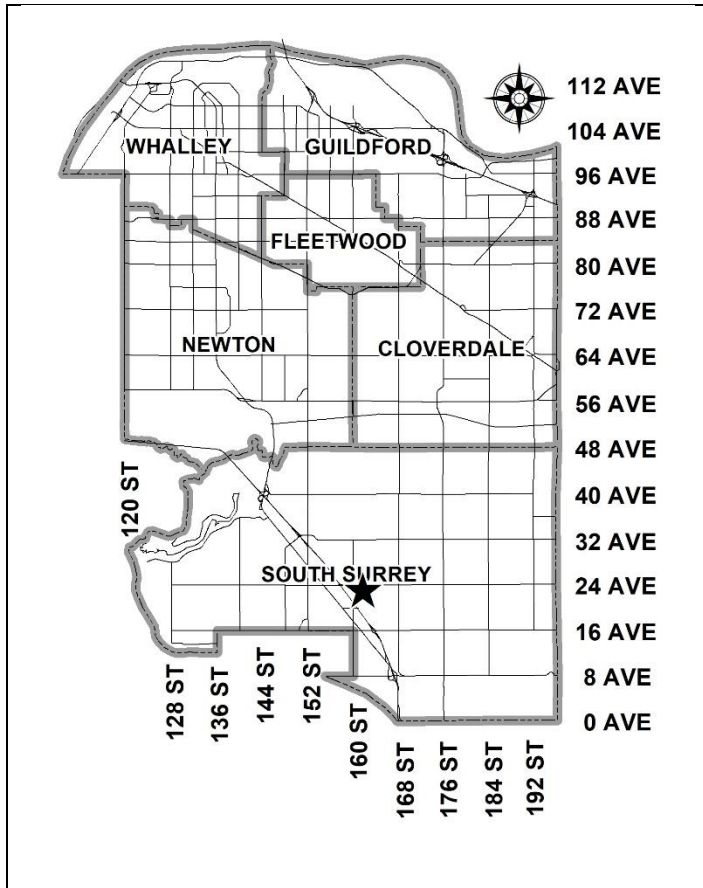 112 AVE
104 AVE
WHALLEY
GUILDFORD
96 AVE
88 AVE
FLEETWOOD
80 AVE
72 AVE
NEWTON
CLOVERDALE
64 AVE
56 AVE
48 AVE
120 ST
40 AVE
32 AVE
SOUTH SURREY
24 AVE
16 AVE
8 AVE
0 AVE
128 ST
136 ST
144 ST
152 ST
160 ST
168 ST
176 ST
184 ST
192 ST